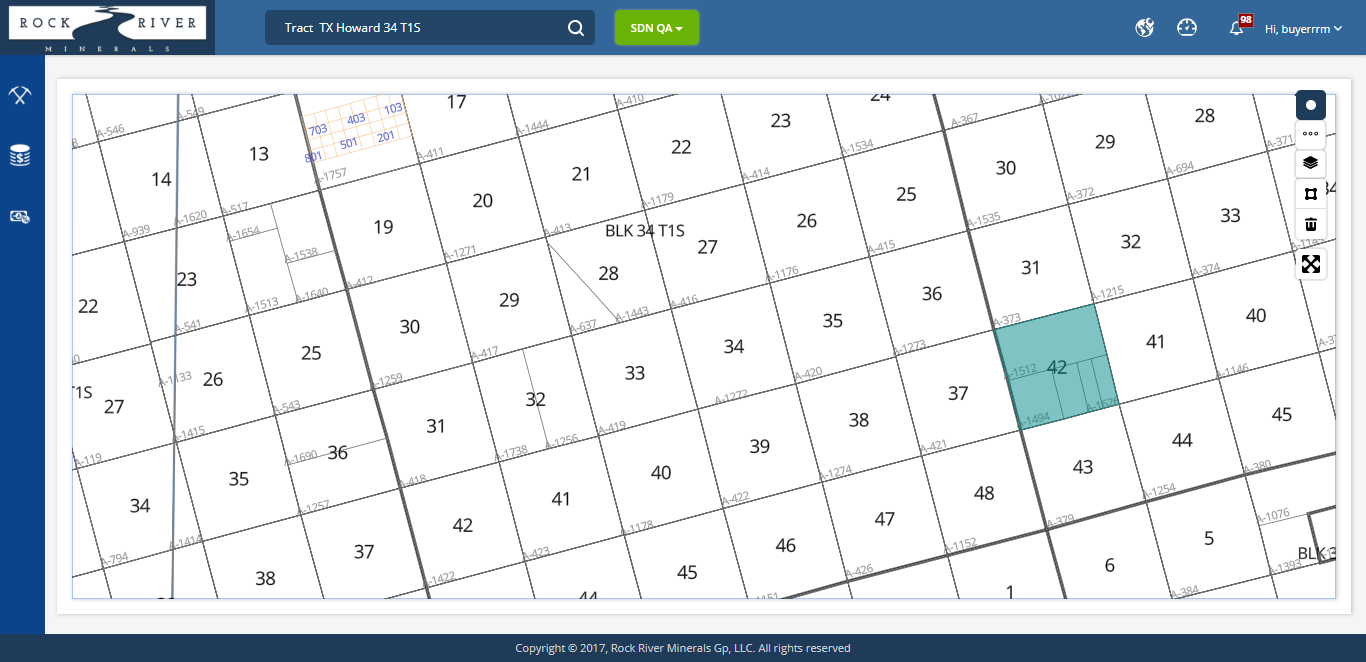 ROCK RIVER
MINERALS
Tract TX Howard 34 T1S
SDN QA
98
Hi, buyerrrm
A-546
A-549
703
403
103
17
A-410
24
A-367
28
13
801
501
201
A-1444
23
A-1534
29
A-371
14
A-1757
A-411
22
A-414
30
A-694
21
20
A-1179
25
A-372
34
A-939
A-1620
A-517
19
26
A-1535
33
A-1654
A-413
BLK 34 T1S
27
A-415
32
23
A-1538
A-1271
28
A-1176
31
A-374
22
A-1513
A-1640
A-412
29
A-416
36
A-1215
A-541
30
A-637
A-1443
35
A-373
40
25
A-417
34
A-1273
41
T1S
A-1133
26
A-1259
33
A-420
A-1512
42
A-1146
27
A-543
32
A-1272
37
A-1494
A-1626
45
A-1415
31
A-419
38
A-119
A-1690
36
A-1738
A-1256
39
A-421
44
35
A-418
40
A-1274
43
A-380
34
A-1257
41
A-422
48
A-1254
A-1414
42
A-1178
47
A-379
A-1076
A-794
37
A-423
46
A-1152
5
BLK 3
38
A-1422
45
A-426
6
A-1393
44
1
A-384
Copyright © 2017, Rock River Minerals Gp, LLC. All rights reserved